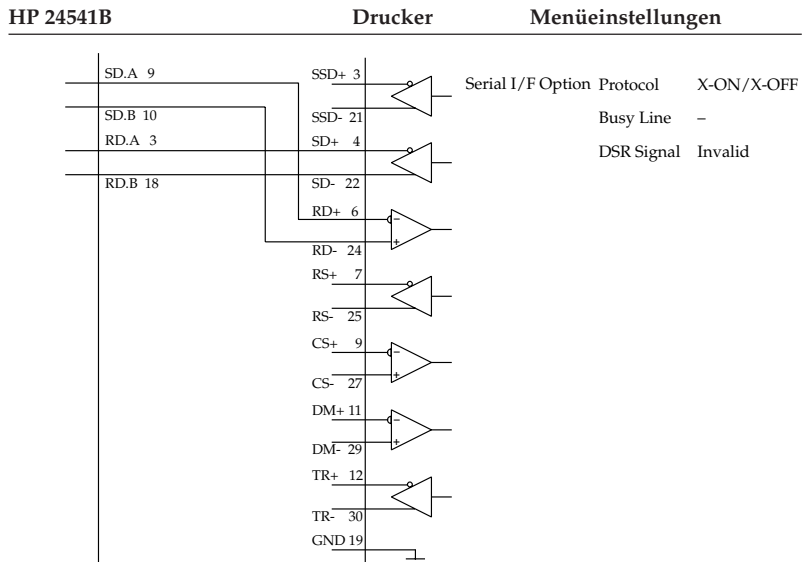 HP 24541B Drucker Menüeinstellungen
SD.A 9 SSD+ 3 Serial I/F Option Protocol X-ON/X-OFF
SD.B 10 SSD- 21 Busy Line –
RD.A 3 SD+ 4 DSR Signal Invalid
RD.B 18 SD- 22
RD+ 6
−
+
RD- 24
RS+ 7
RS- 25
CS+ 9
−
+
CS- 27
DM+ 11
−
+
DM- 29
TR+ 12
TR- 30
GND 19